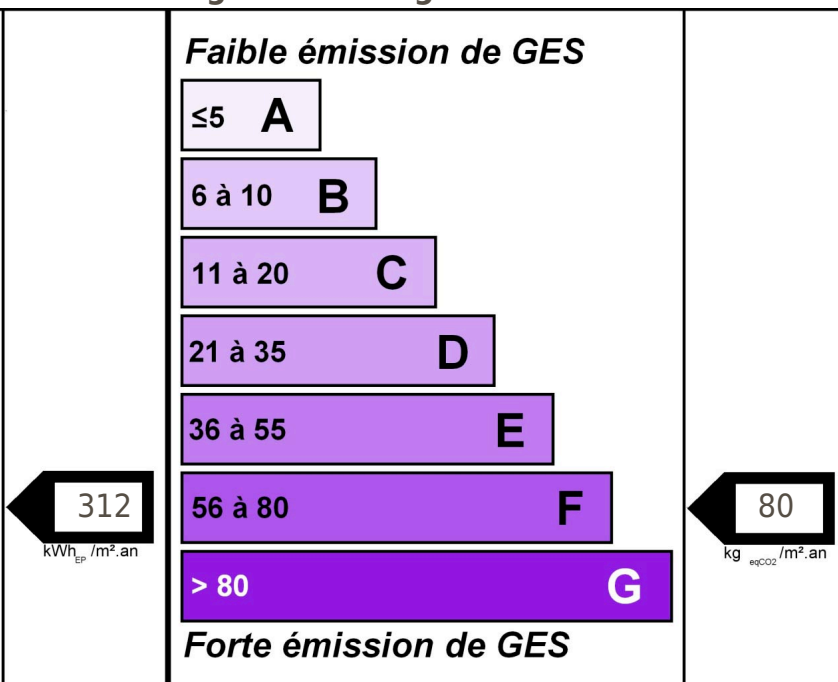 Faible émission de GES
≤5 A
6 à 10 B
11 à 20 C
21 à 35 D
36 à 55 E
312
kWhEP /m².an
56 à 80 F
80
kg eqCO2 /m².an
> 80 G
Forte émission de GES